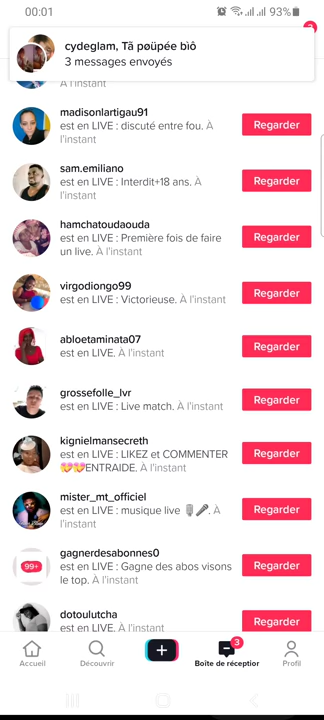 00:01
93%
cydeglam, Tã pøüpée bìô
3 messages envoyés
À l'instant
madisonlartigau91
est en LIVE : discuté entre fou. À
l'instant
Regarder
sam.emiliano
est en LIVE : Interdit+18 ans. À
l'instant
Regarder
hamchatoudaouda
est en LIVE : Première fois de faire
un live. À l'instant
Regarder
virgodiongo99
est en LIVE : Victorieuse. À l'instant
Regarder
abloetaminata07
est en LIVE. À l'instant
Regarder
grossefolle_lvr
est en LIVE : Live match. À l'instant
Regarder
kignielmansecreth
est en LIVE : LIKEZ et COMMENTER
💝💝ENTRAIDE. À l'instant
Regarder
mister_mt_officiel
est en LIVE : musique live 🎙🎤. À
l'instant
Regarder
99+
gagnerdesabonnes0
est en LIVE : Gagne des abos visons
le top. À l'instant
Regarder
dotoulutcha
est en LIVE. À l'instant
Regarder
3
Accueil
Découvrir
Boîte de réception
Profil